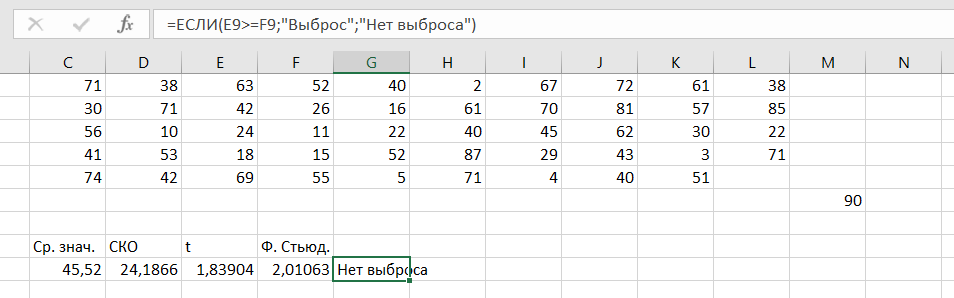 =ЕСЛИ(E9>=F9;"Выброс";"Нет выброса")
C D E F G H I J K L M N
71 38 63 52 40 2 67 72 61 38
30 71 42 26 16 61 70 81 57 85
56 10 24 11 22 40 45 62 30 22
41 53 18 15 52 87 29 43 3 71
74 42 69 55 5 71 4 40 51
90
Ср. знач. СКО t Ф. Стьюд.
45,52 24,1866 1,83904 2,01063 Нет выброса